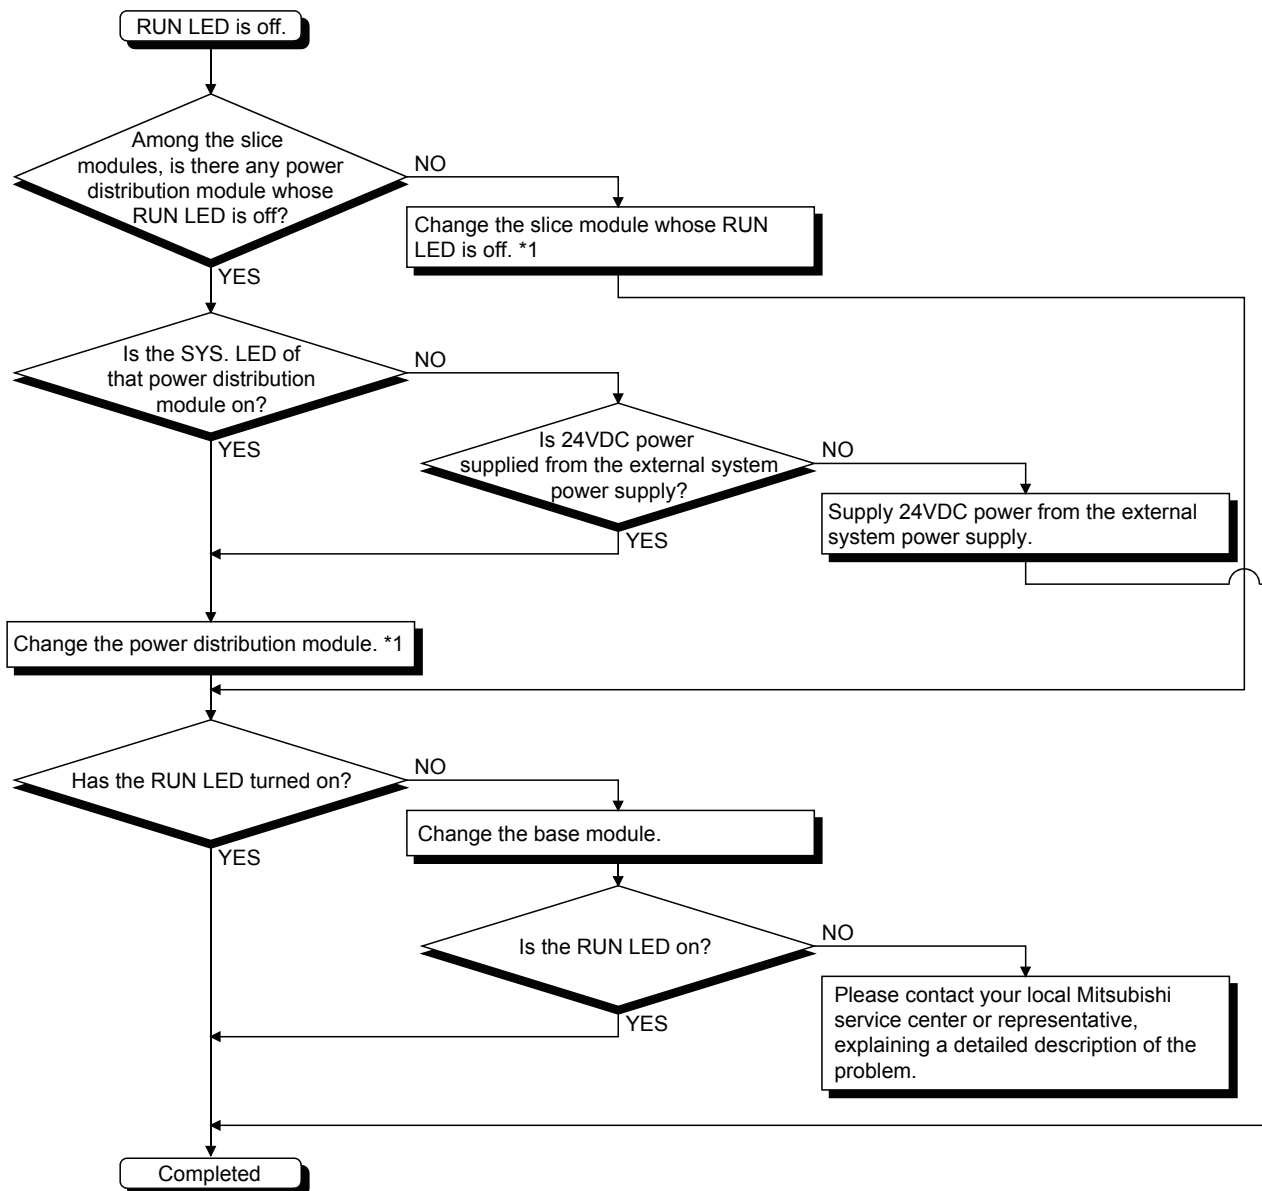 RUN LED is off.
Among the slice
modules, is there any power
distribution module whose
RUN LED is off?
NO
Change the slice module whose RUN
LED is off. *1
YES
Is the SYS. LED of
that power distribution
module on?
NO
YES
Is 24VDC power
supplied from the external system
power supply?
NO
Supply 24VDC power from the external
system power supply.
YES
Change the power distribution module. *1
Has the RUN LED turned on?
NO
Change the base module.
YES
Is the RUN LED on?
NO
Please contact your local Mitsubishi
service center or representative,
explaining a detailed description of the
problem.
YES
Completed